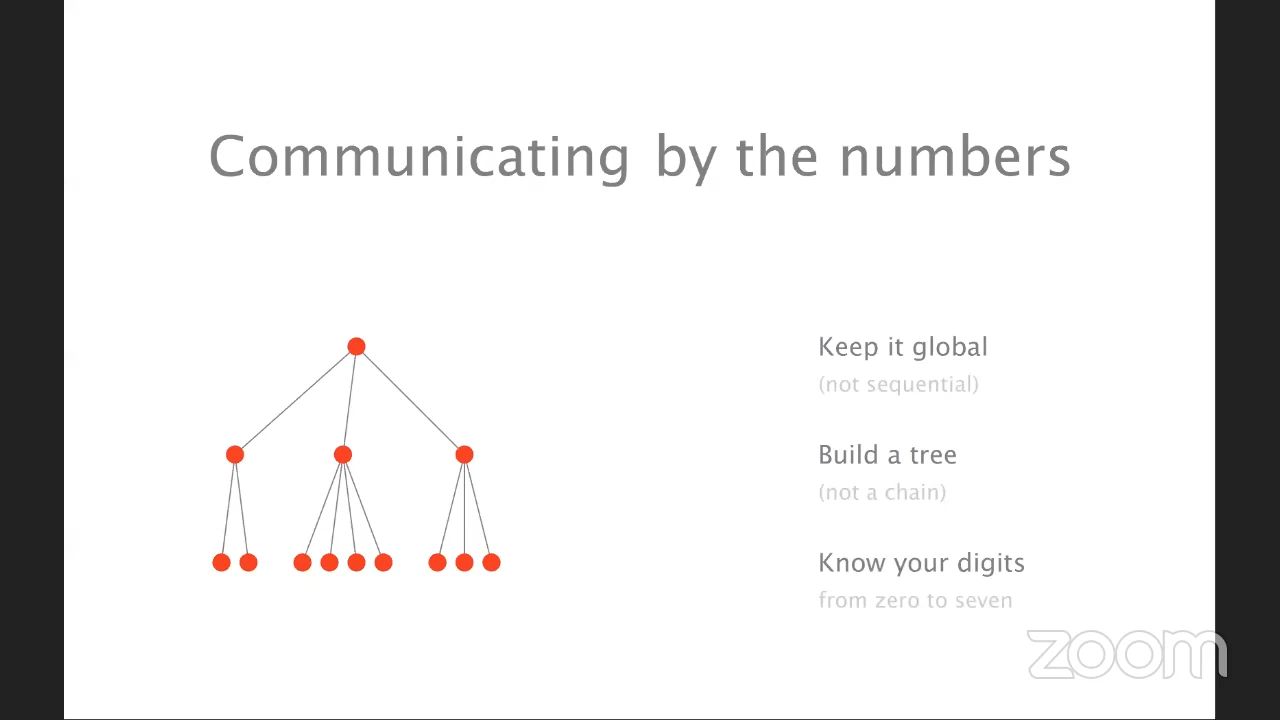 Communicating by the numbers
Keep it global
(not sequential)
Build a tree
(not a chain)
Know your digits
from zero to seven
zoom